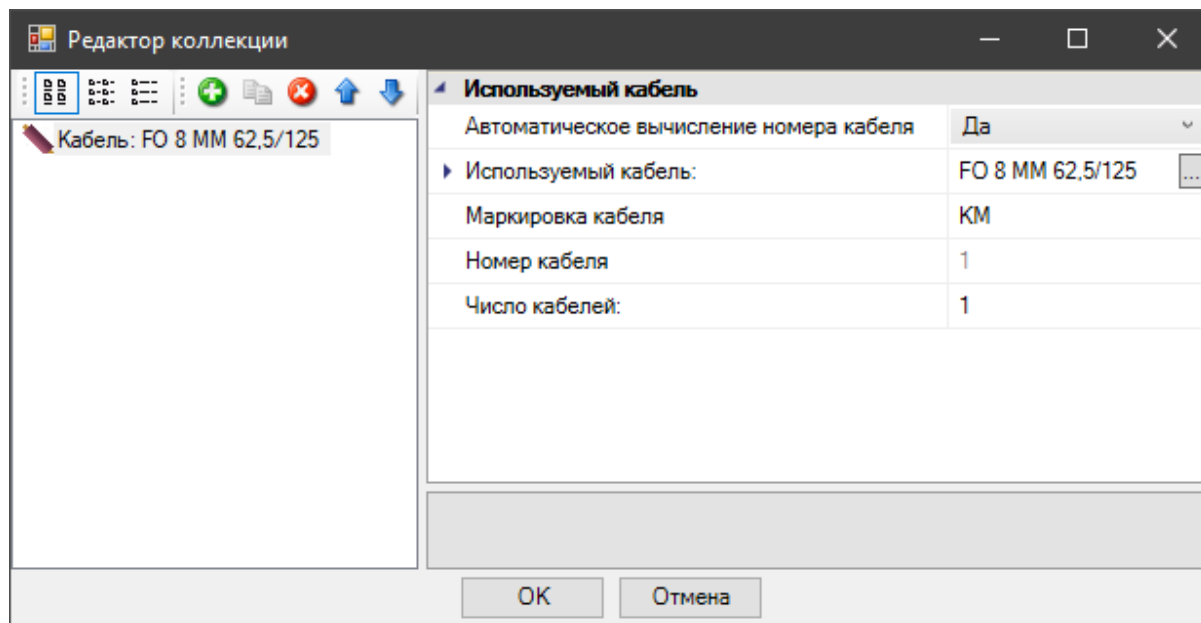 Редактор коллекции
Используемый кабель
Кабель: FO 8 MM 62,5/125
Автоматическое вычисление номера кабеля Да
Используемый кабель: FO 8 MM 62,5/125 ...
Маркировка кабеля КМ
Номер кабеля 1
Число кабелей: 1
OK Отмена